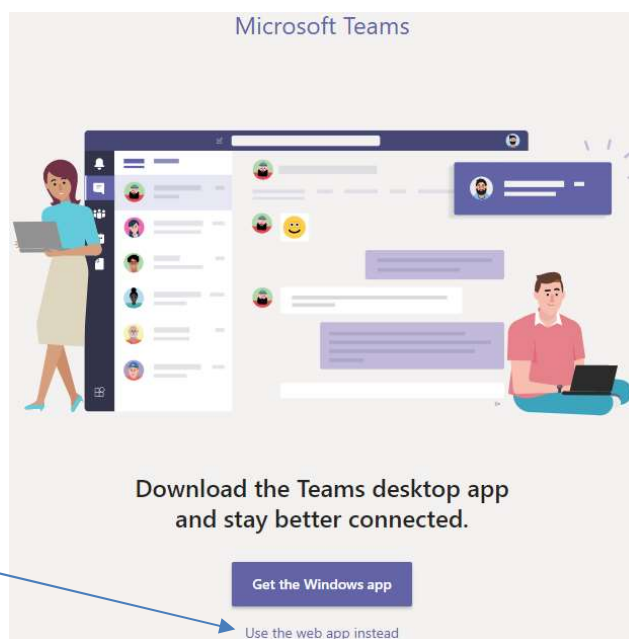 Microsoft Teams
Download the Teams desktop app
and stay better connected.
Get the Windows app
Use the web app instead